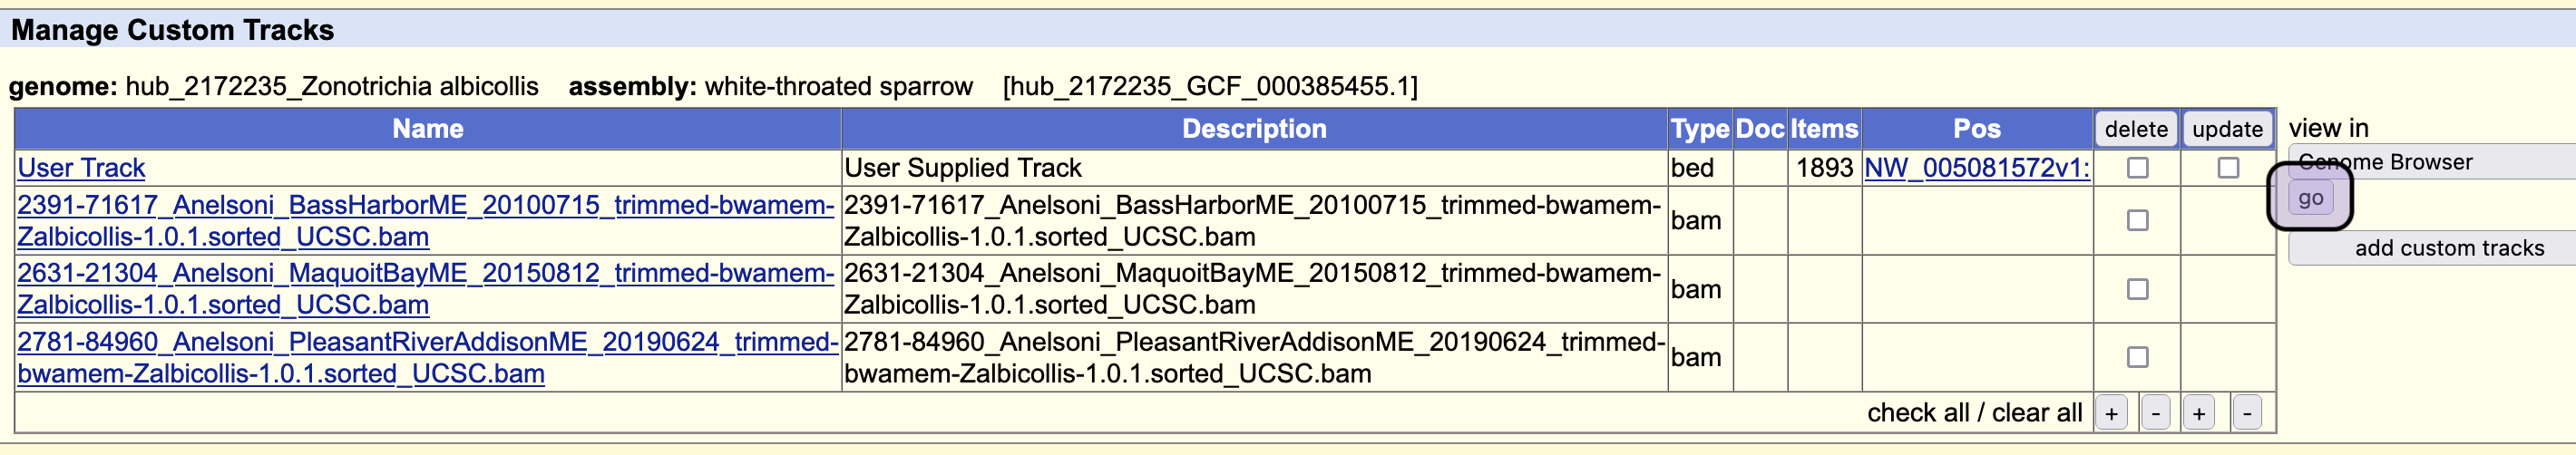 Manage Custom Tracks
genome: hub_2172235_Zonotrichia albicollis assembly: white-throated sparrow [hub_2172235_GCF_000385455.1]
Name Description Type Doc Items Pos delete update view in
Genome Browser
User Track User Supplied Track bed 1893 NW_005081572v1:
go
2391-71617_Anelsoni_BassHarborME_20100715_trimmed-bwamem-
Zalbicollis-1.0.1.sorted_UCSC.bam
2391-71617_Anelsoni_BassHarborME_20100715_trimmed-bwamem-
Zalbicollis-1.0.1.sorted_UCSC.bam
bam
add custom tracks
2631-21304_Anelsoni_MaquoitBayME_20150812_trimmed-bwamem-
Zalbicollis-1.0.1.sorted_UCSC.bam
2631-21304_Anelsoni_MaquoitBayME_20150812_trimmed-bwamem-
Zalbicollis-1.0.1.sorted_UCSC.bam
bam
2781-84960_Anelsoni_PleasantRiverAddisonME_20190624_trimmed-
bwamem-Zalbicollis-1.0.1.sorted_UCSC.bam
2781-84960_Anelsoni_PleasantRiverAddisonME_20190624_trimmed-
bwamem-Zalbicollis-1.0.1.sorted_UCSC.bam
bam
check all / clear all + - + -